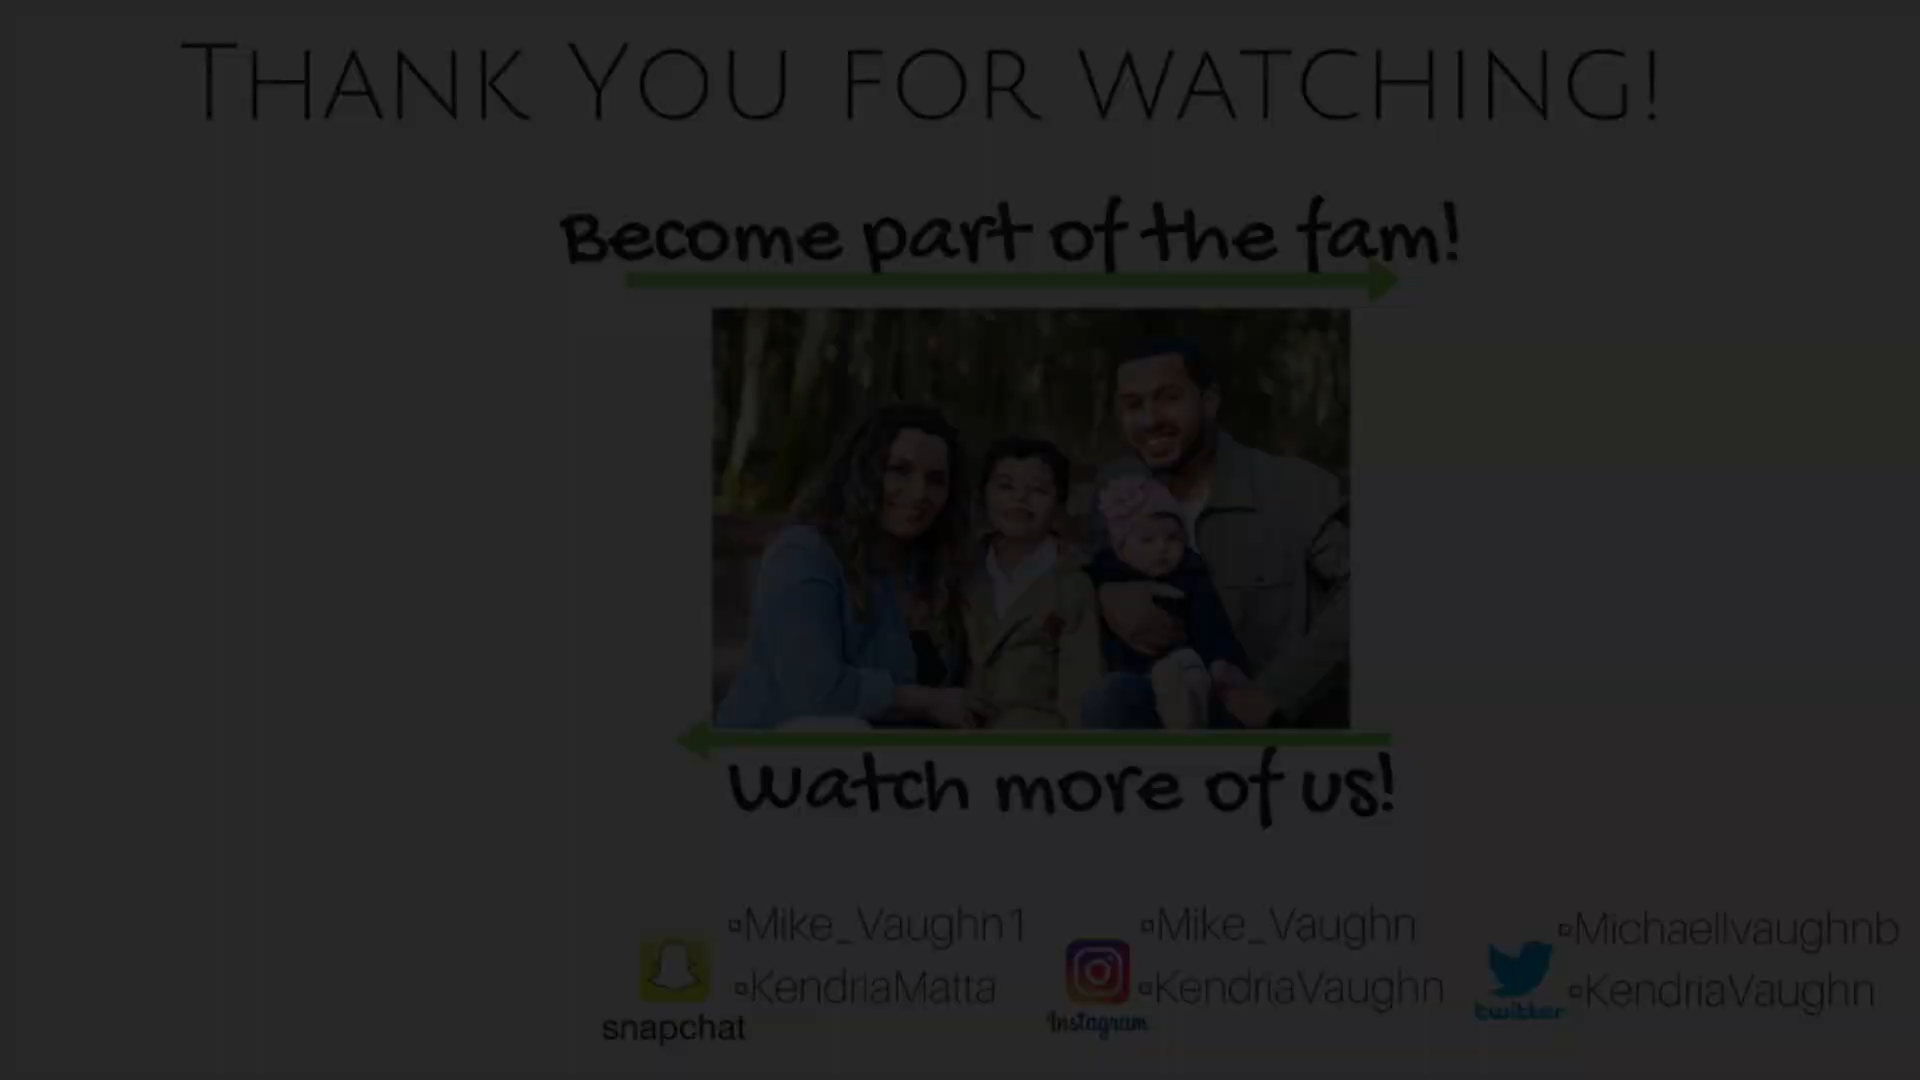 THANK YOU FOR WATCHING!
Become part of the fam!
Watch more of us!
Mike_Vaughn1
KendriaMatta
snapchat
Mike_Vaughn
KendriaVaughn
Instagram
Michaellvaughnb
KendriaVaughn
twitter